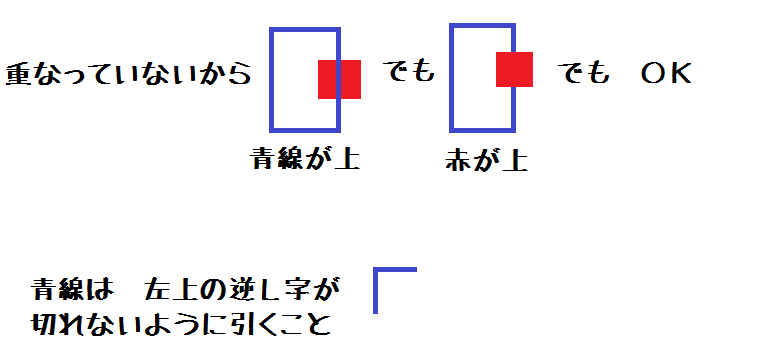 重なっていないから でも でも OK
青線が上 赤が上
青線は 左上の逆し字が
切れないように引くこと